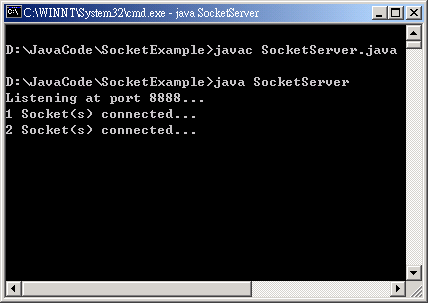 C:\WINNT\System32\cmd.exe - java SocketServer
D:\JavaCode\SocketExample>javac SocketServer.java
D:\JavaCode\SocketExample>java SocketServer
Listening at port 8888...
1 Socket(s) connected...
2 Socket(s) connected...